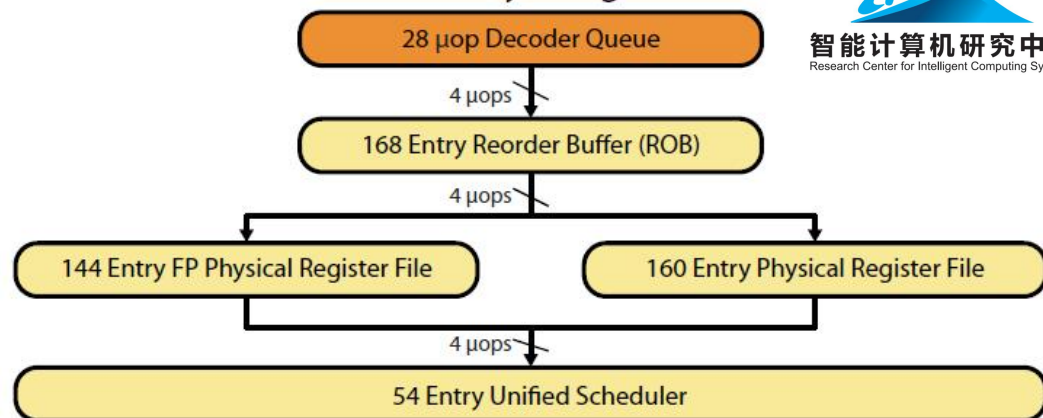 28 µop Decoder Queue
智能计算机研究中
Research Center for Intelligent Computing Sy
4 µops
168 Entry Reorder Buffer (ROB)
4 µops
144 Entry FP Physical Register File
160 Entry Physical Register File
4 µops
54 Entry Unified Scheduler